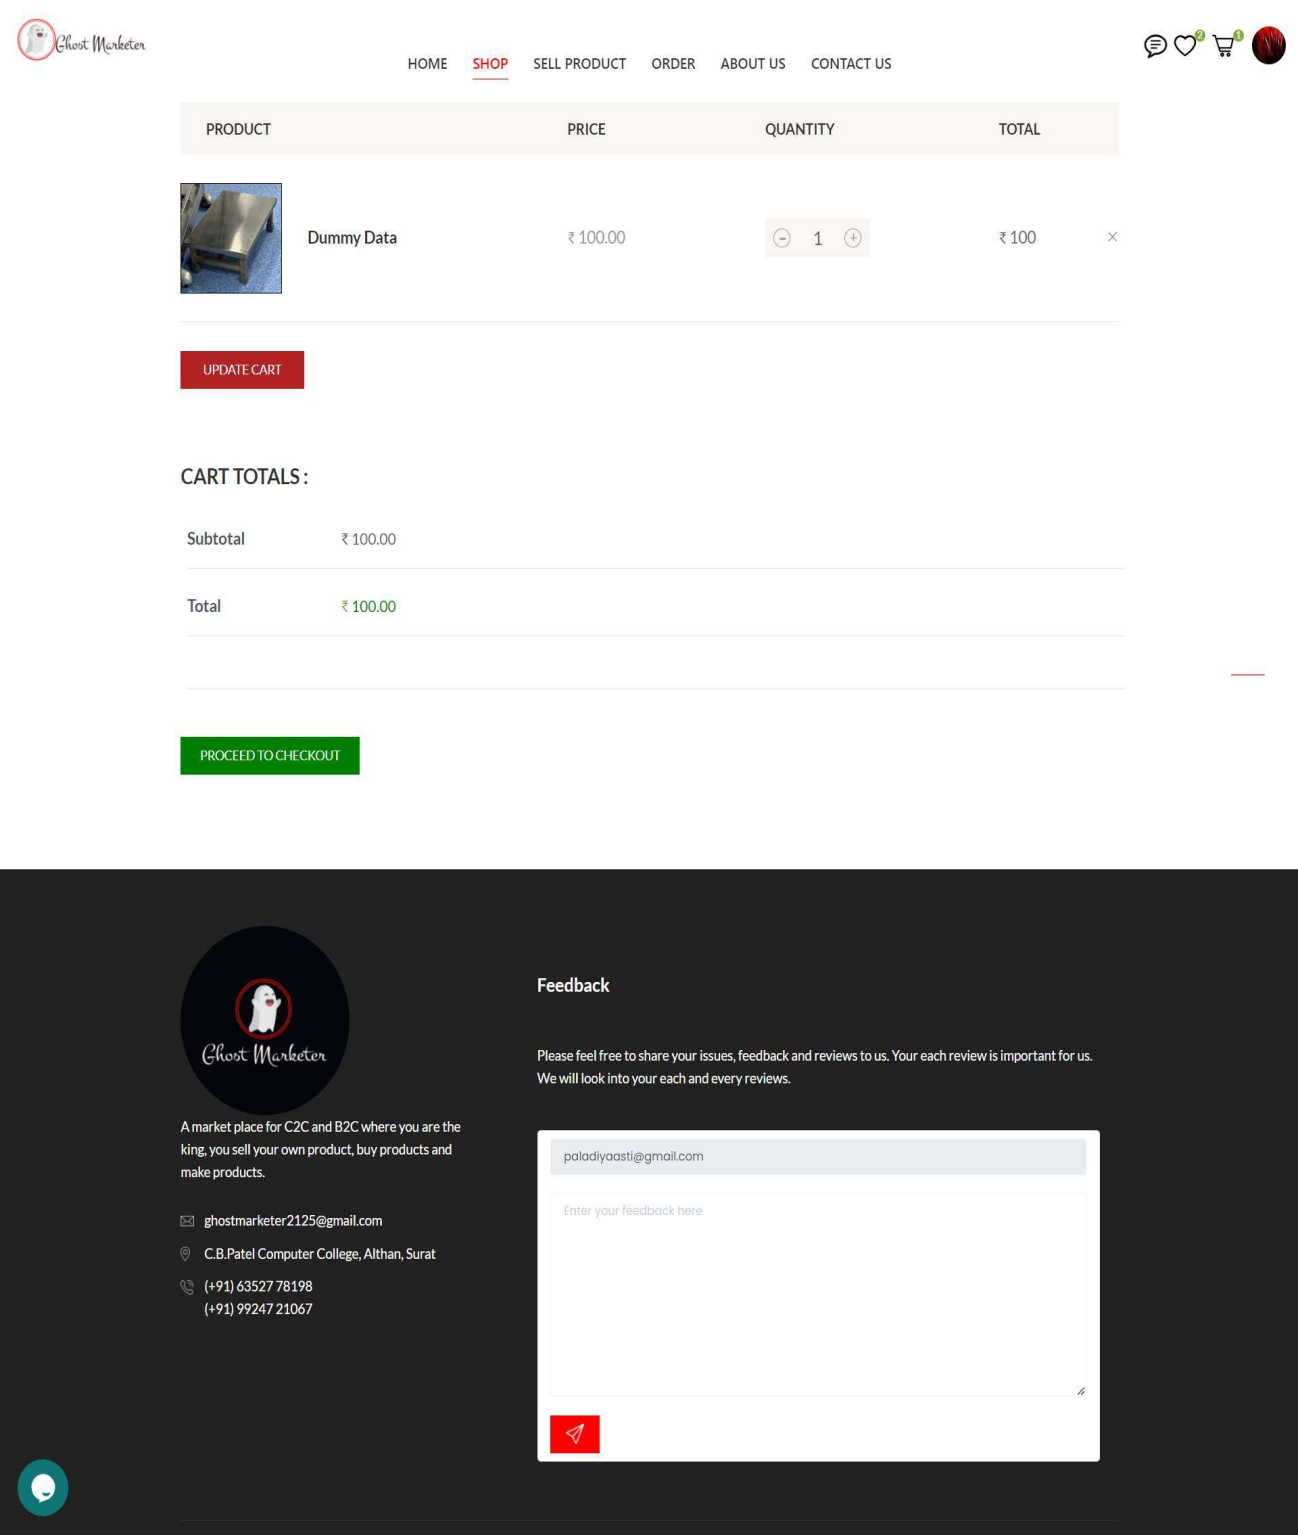 Ghost Marketer
HOME SHOP SELL PRODUCT ORDER ABOUT US CONTACT US
2 1
PRODUCT PRICE QUANTITY TOTAL
Dummy Data ₹ 100.00 - 1 + ₹ 100 ×
UPDATE CART
CART TOTALS :
Subtotal ₹ 100.00
Total ₹ 100.00
PROCEED TO CHECKOUT
Ghost Marketer
A market place for C2C and B2C where you are the
king, you sell your own product, buy products and
make products.
ghostmarketer2125@gmail.com
C.B.Patel Computer College, Althan, Surat
(+91) 63527 78198
(+91) 99247 21067
Feedback
Please feel free to share your issues, feedback and reviews to us. Your each review is important for us.
We will look into your each and every reviews.
paladiyaasti@gmail.com
Enter your feedback here